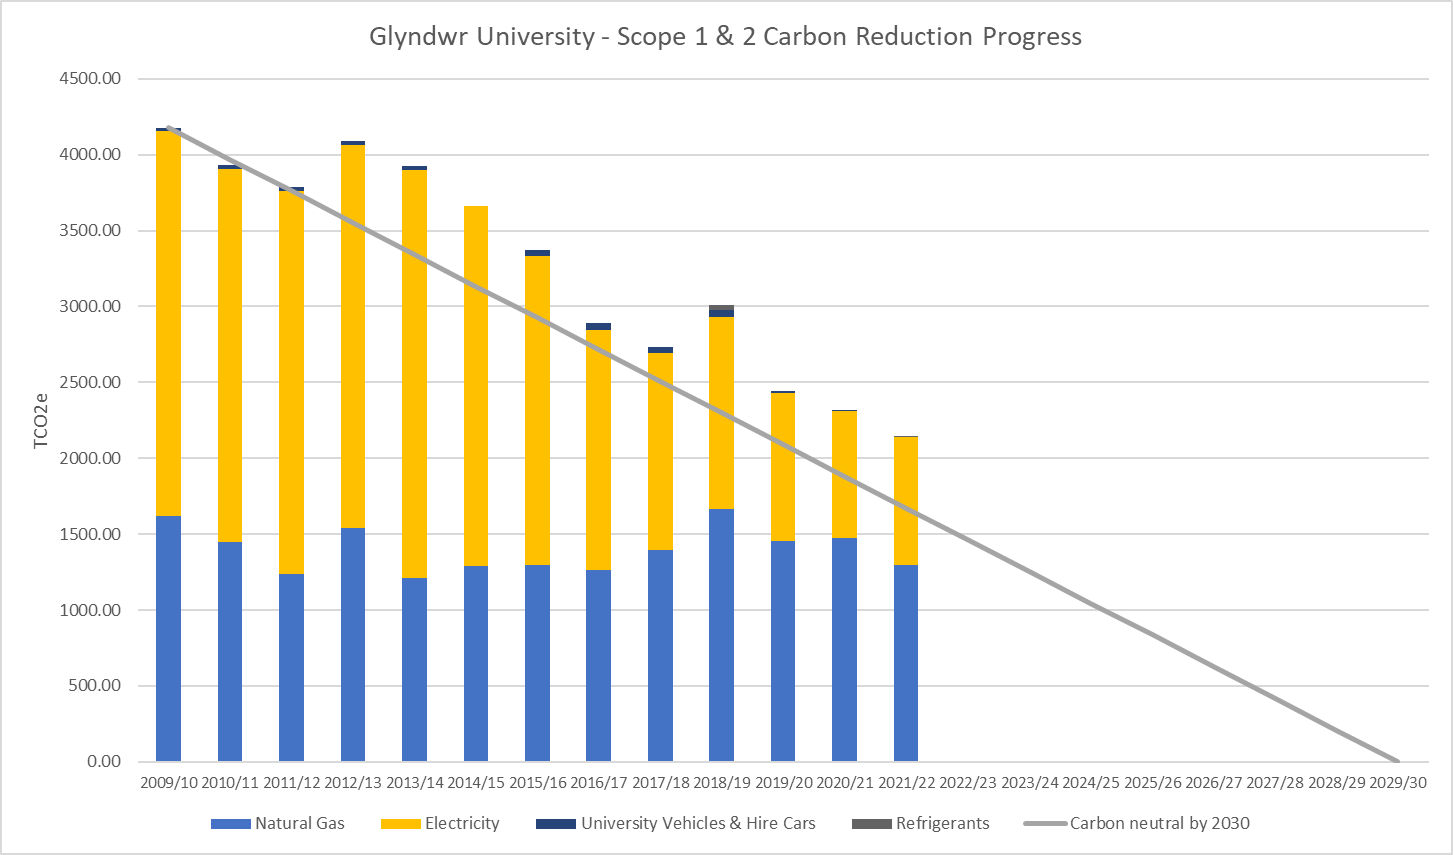 Glyndwr University - Scope 1 & 2 Carbon Reduction Progress
4500.00
4000.00
3500.00
3000.00
2500.00
2000.00
1500.00
1000.00
500.00
0.00
TCO2e
2009/10 2010/11 2011/12 2012/13 2013/14 2014/15 2015/16 2016/17 2017/18 2018/19 2019/20 2020/21 2021/22 2022/23 2023/24 2024/25 2025/26 2026/27 2027/28 2028/29 2029/30
Natural Gas Electricity University Vehicles & Hire Cars Refrigerants Carbon neutral by 2030